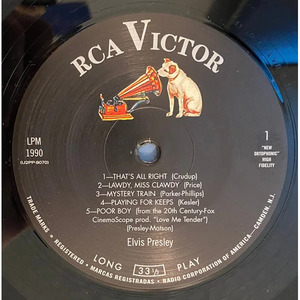 RCA VICTOR
LPM
1990
(J2PP-8070)
1
"NEW
ORTHOPHONIC"
HIGH
FIDELITY
1—THAT'S ALL RIGHT (Crudup)
2—LAWDY, MISS CLAWDY (Price)
3—MYSTERY TRAIN (Parker-Phillips)
4—PLAYING FOR KEEPS (Kesler)
5—POOR BOY (from the 20th Century-Fox
CinemaScope prod. "Love Me Tender")
(Presley-Matson)
Elvis Presley
LONG 33⅓ PLAY
TRADE MARKS ® REGISTERED • MARCAS REGISTRADAS • RADIO CORPORATION OF AMERICA—CAMDEN, N.J.